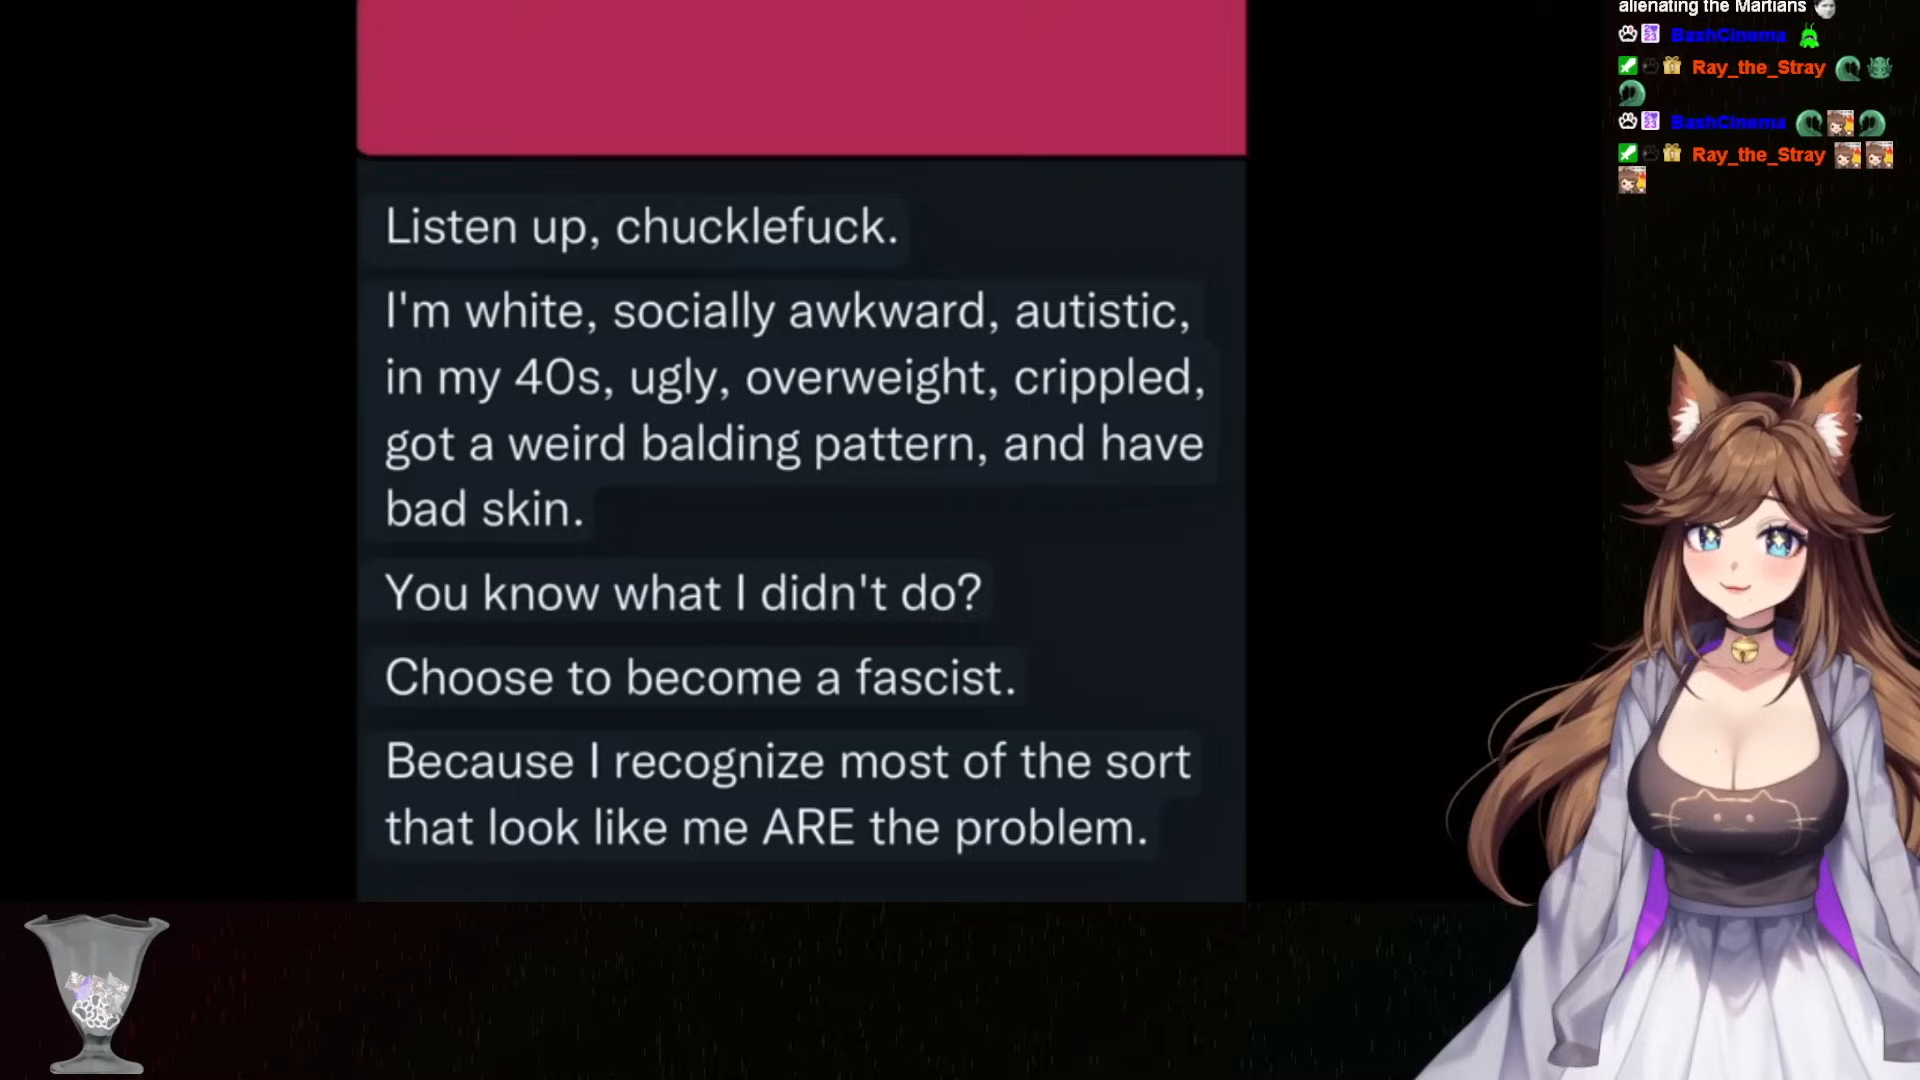 Listen up, chucklefuck.
I'm white, socially awkward, autistic,
in my 40s, ugly, overweight, crippled,
got a weird balding pattern, and have
bad skin.
You know what I didn't do?
Choose to become a fascist.
Because I recognize most of the sort
that look like me ARE the problem.
alienating the Martians
BashCinema
Ray_the_Stray
BashCinema
Ray_the_Stray